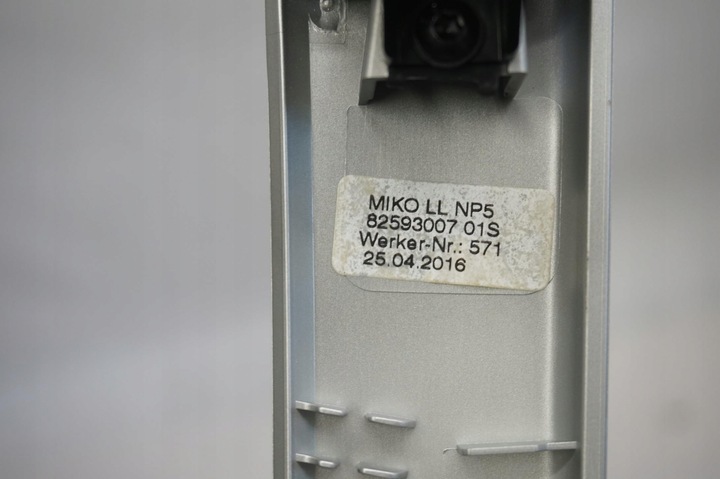 MIKO LL NP5
82593007 01S
Werker-Nr.: 571
25.04.2016